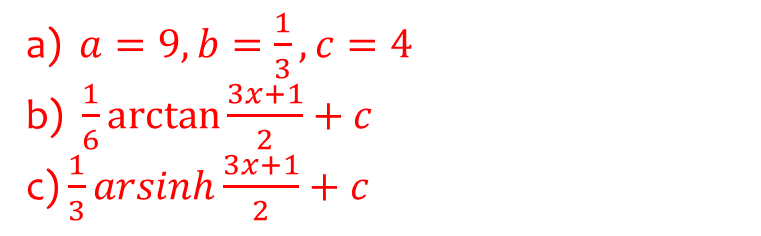 a) a = 9, b = 1/3, c = 4
b) 1/6 arctan (3x+1)/2 + c
c) 1/3 arsinh (3x+1)/2 + c